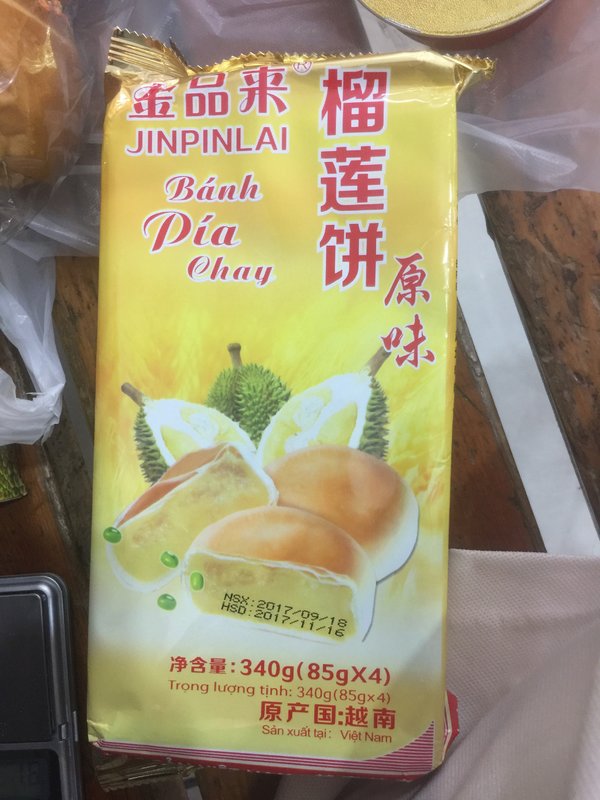 金品来®
JINPINLAI
榴莲饼
原味
Bánh
Pía
Chay
NSX:2017/09/18
HSD:2017/11/16
净含量: 340g(85gX4)
Trọng lượng tịnh: 340g(85gx4)
原产国:越南
Sản xuất tại: Việt Nam